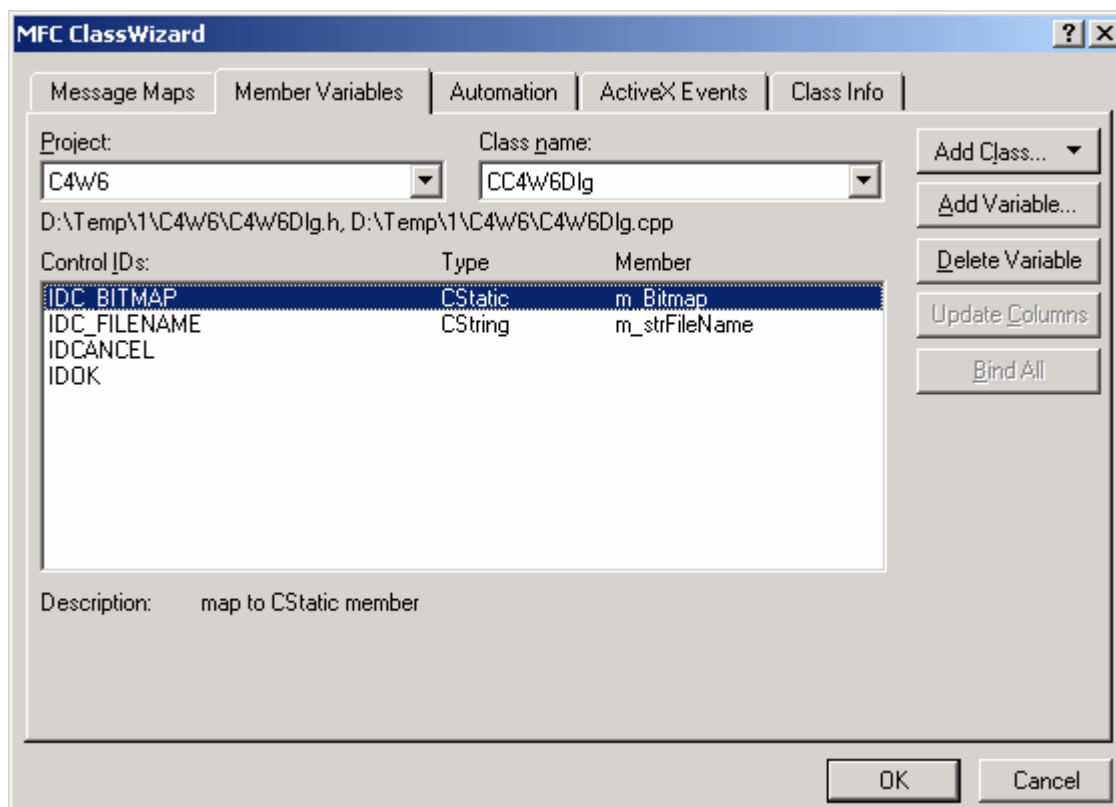 MFC ClassWizard
Message Maps Member Variables Automation ActiveX Events Class Info
Project: Class name:
C4W6 CC4W6Dlg
D:\Temp\1\C4W6\C4W6Dlg.h, D:\Temp\1\C4W6\C4W6Dlg.cpp
Control IDs: Type Member
IDC_BITMAP CStatic m_Bitmap
IDC_FILENAME CString m_strFileName
IDCANCEL
IDOK
Description: map to CStatic member
Add Class...
Add Variable...
Delete Variable
Update Columns
Bind All
OK Cancel